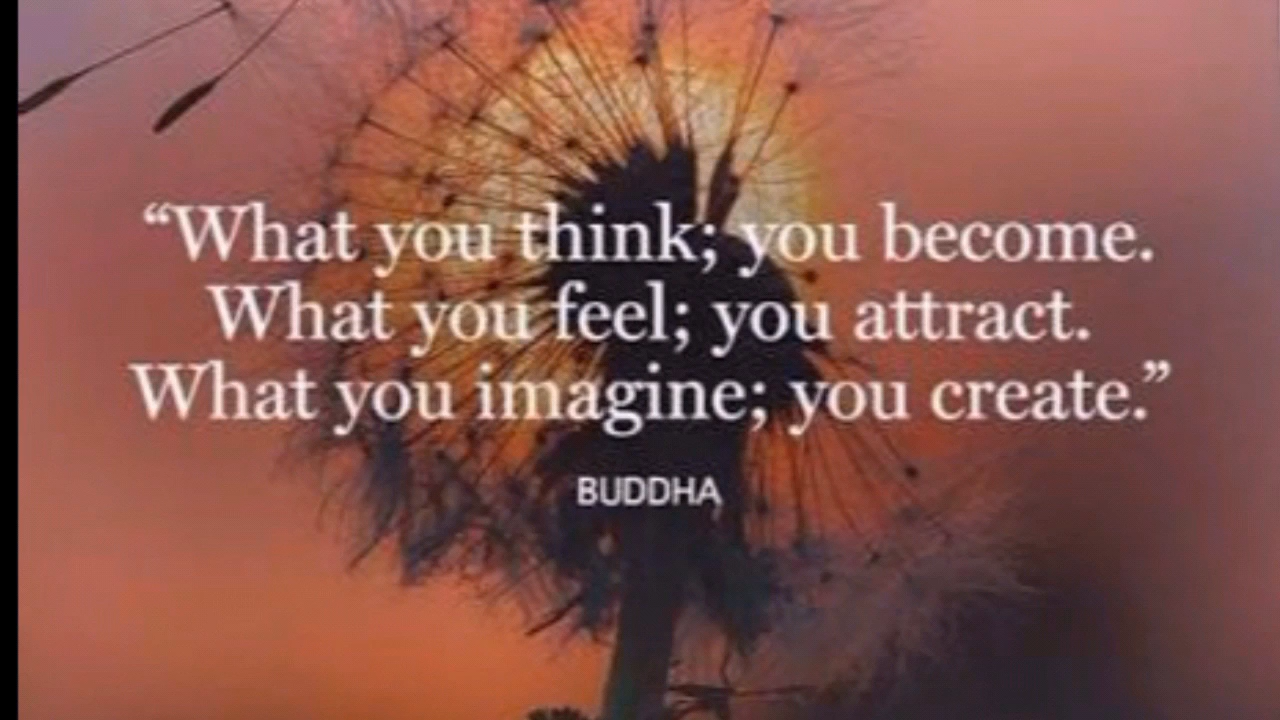 “What you think; you become.
What you feel; you attract.
What you imagine; you create.”
BUDDHA